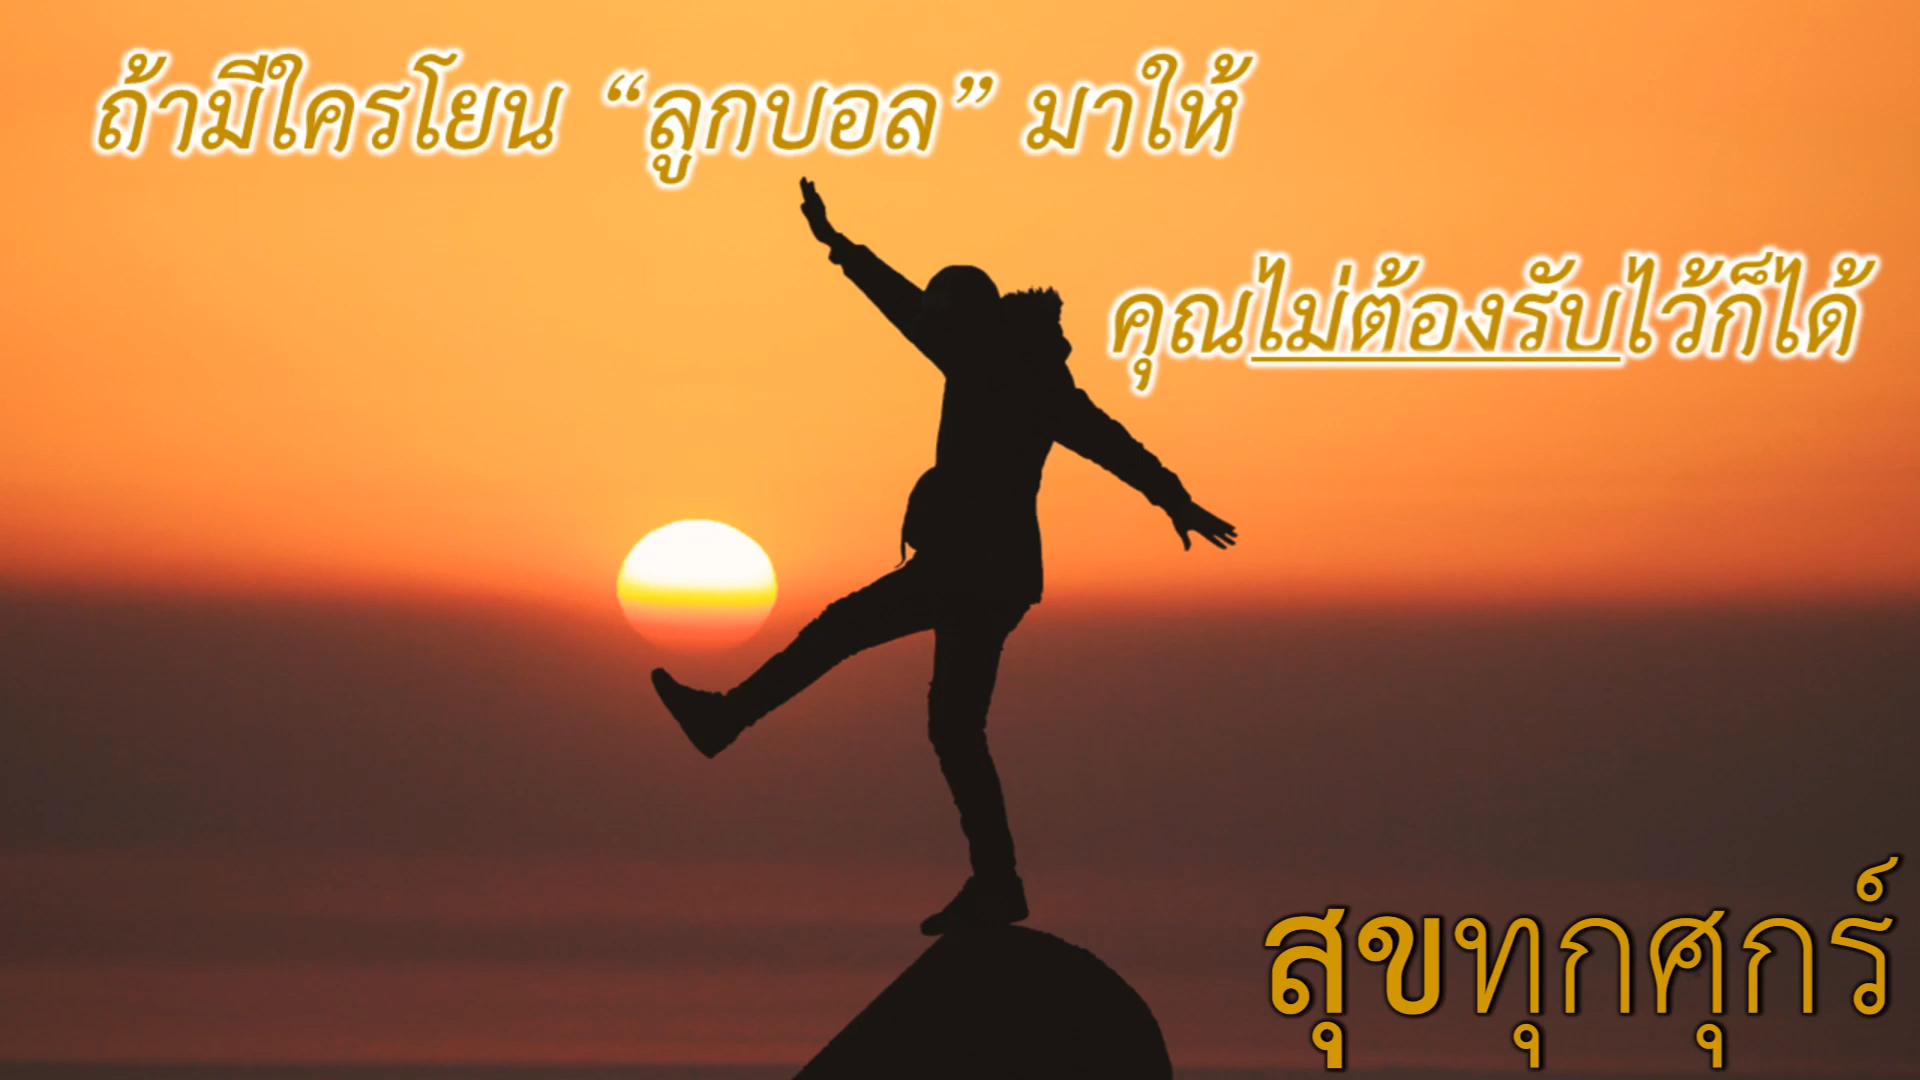 ถ้ามีใครโยน “ลูกบอล” มาให้
คุณไม่ต้องรับไว้ก็ได้
สุขทุกศุกร์